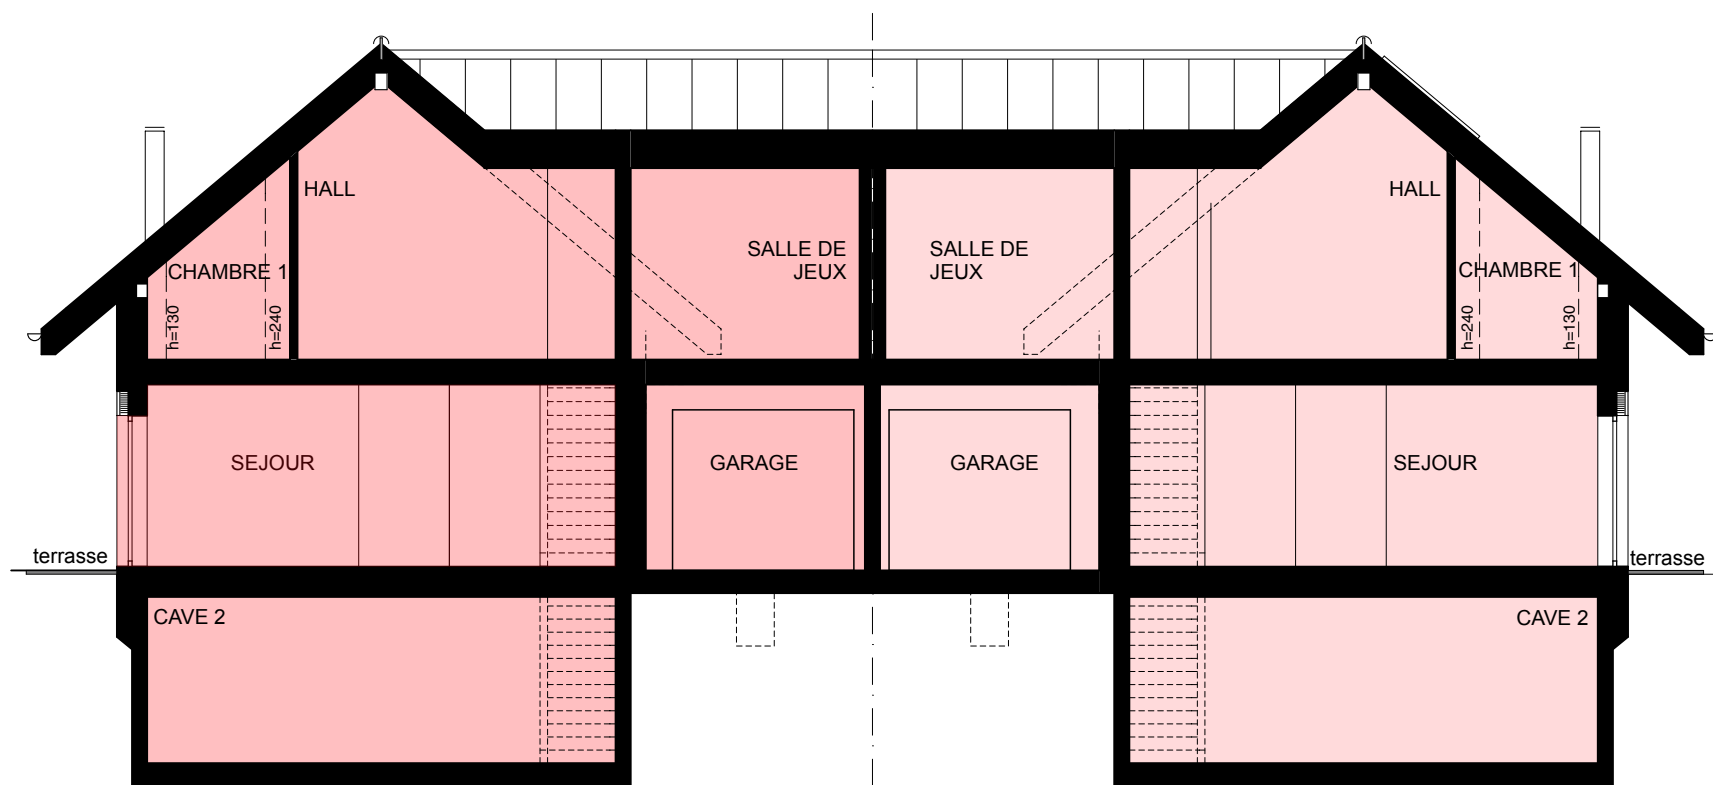 HALL
HALL
SALLE DE
JEUX
SALLE DE
JEUX
CHAMBRE 1
CHAMBRE 1
h=130
h=240
h=240
h=130
SEJOUR
GARAGE
GARAGE
SEJOUR
terrasse
terrasse
CAVE 2
CAVE 2